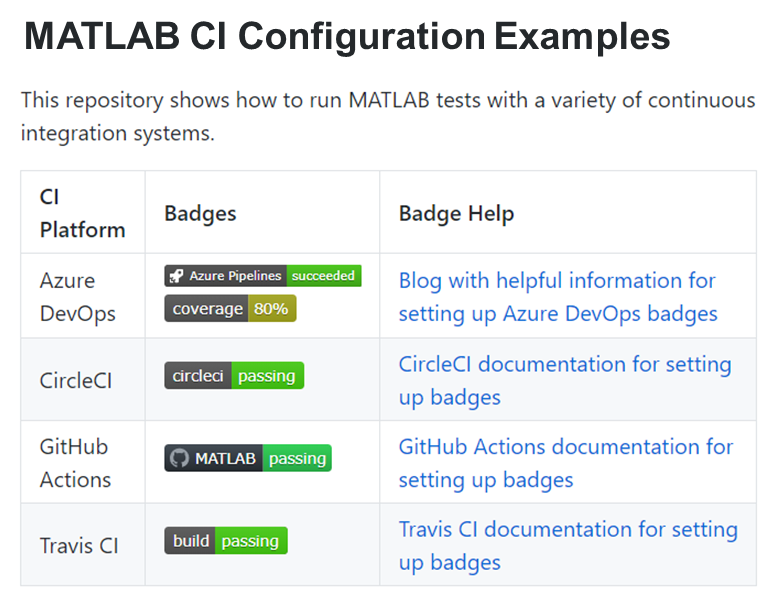 MATLAB CI Configuration Examples
This repository shows how to run MATLAB tests with a variety of continuous
integration systems.
CI
Platform
Badges
Badge Help
Azure
DevOps
Azure Pipelines succeeded
coverage 80%
Blog with helpful information for
setting up Azure DevOps badges
CircleCI
circleci passing
CircleCI documentation for setting
up badges
GitHub
Actions
MATLAB passing
GitHub Actions documentation for
setting up badges
Travis CI
build passing
Travis CI documentation for setting
up badges